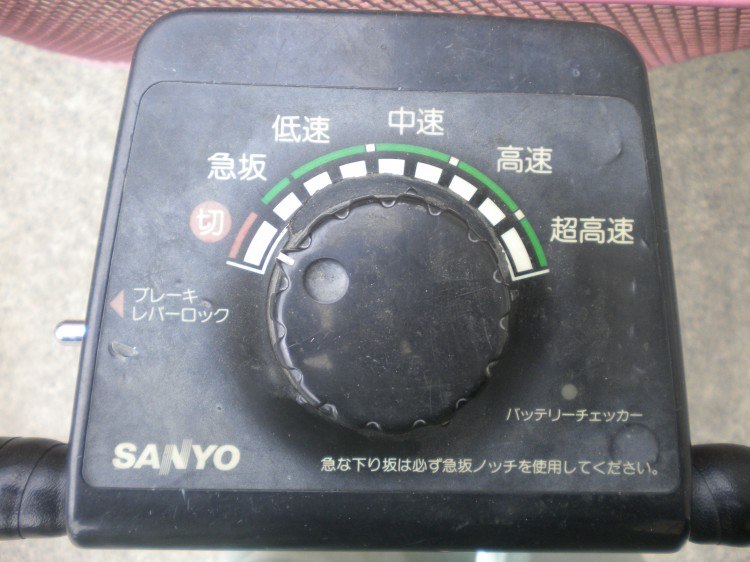 低速 中速
急坂 高速
切 超高速
ブレーキ
レバーロック
バッテリーチェッカー
SANYO
急な下り坂は必ず急坂ノッチを使用してください。